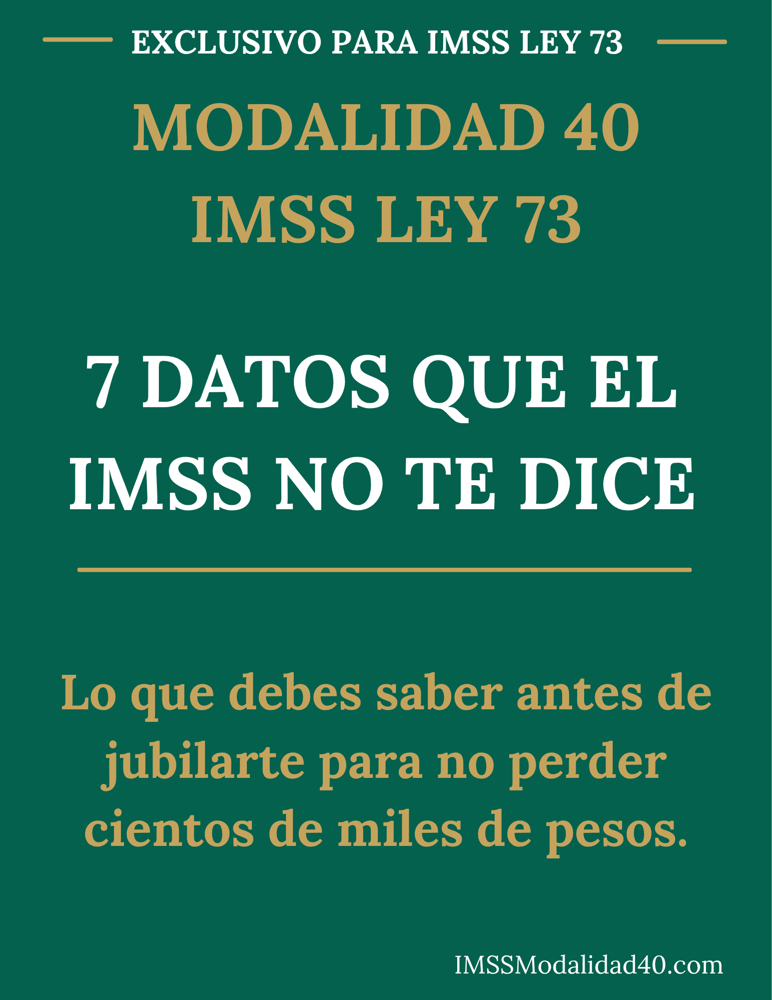 EXCLUSIVO PARA IMSS LEY 73
MODALIDAD 40
IMSS LEY 73
7 DATOS QUE EL
IMSS NO TE DICE
Lo que debes saber antes de
jubilarte para no perder
cientos de miles de pesos.
IMSSModalidad40.com